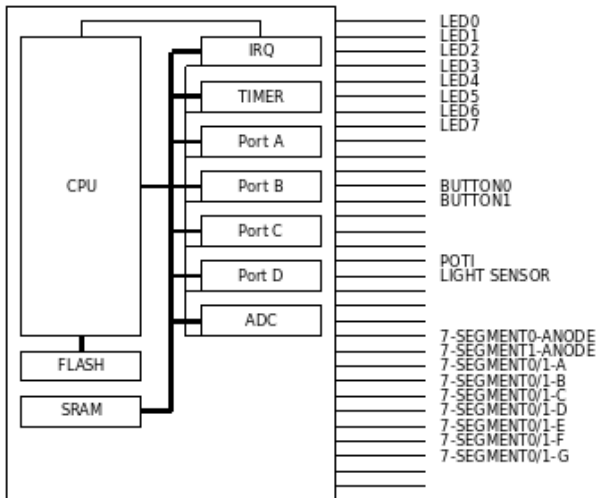 IRQ
TIMER
Port A
Port B
Port C
Port D
ADC
CPU
FLASH
SRAM
LED0
LED1
LED2
LED3
LED4
LED5
LED6
LED7
BUTTON0
BUTTON1
POTI
LIGHT SENSOR
7-SEGMENT0-ANODE
7-SEGMENT1-ANODE
7-SEGMENT0/1-A
7-SEGMENT0/1-B
7-SEGMENT0/1-C
7-SEGMENT0/1-D
7-SEGMENT0/1-E
7-SEGMENT0/1-F
7-SEGMENT0/1-G